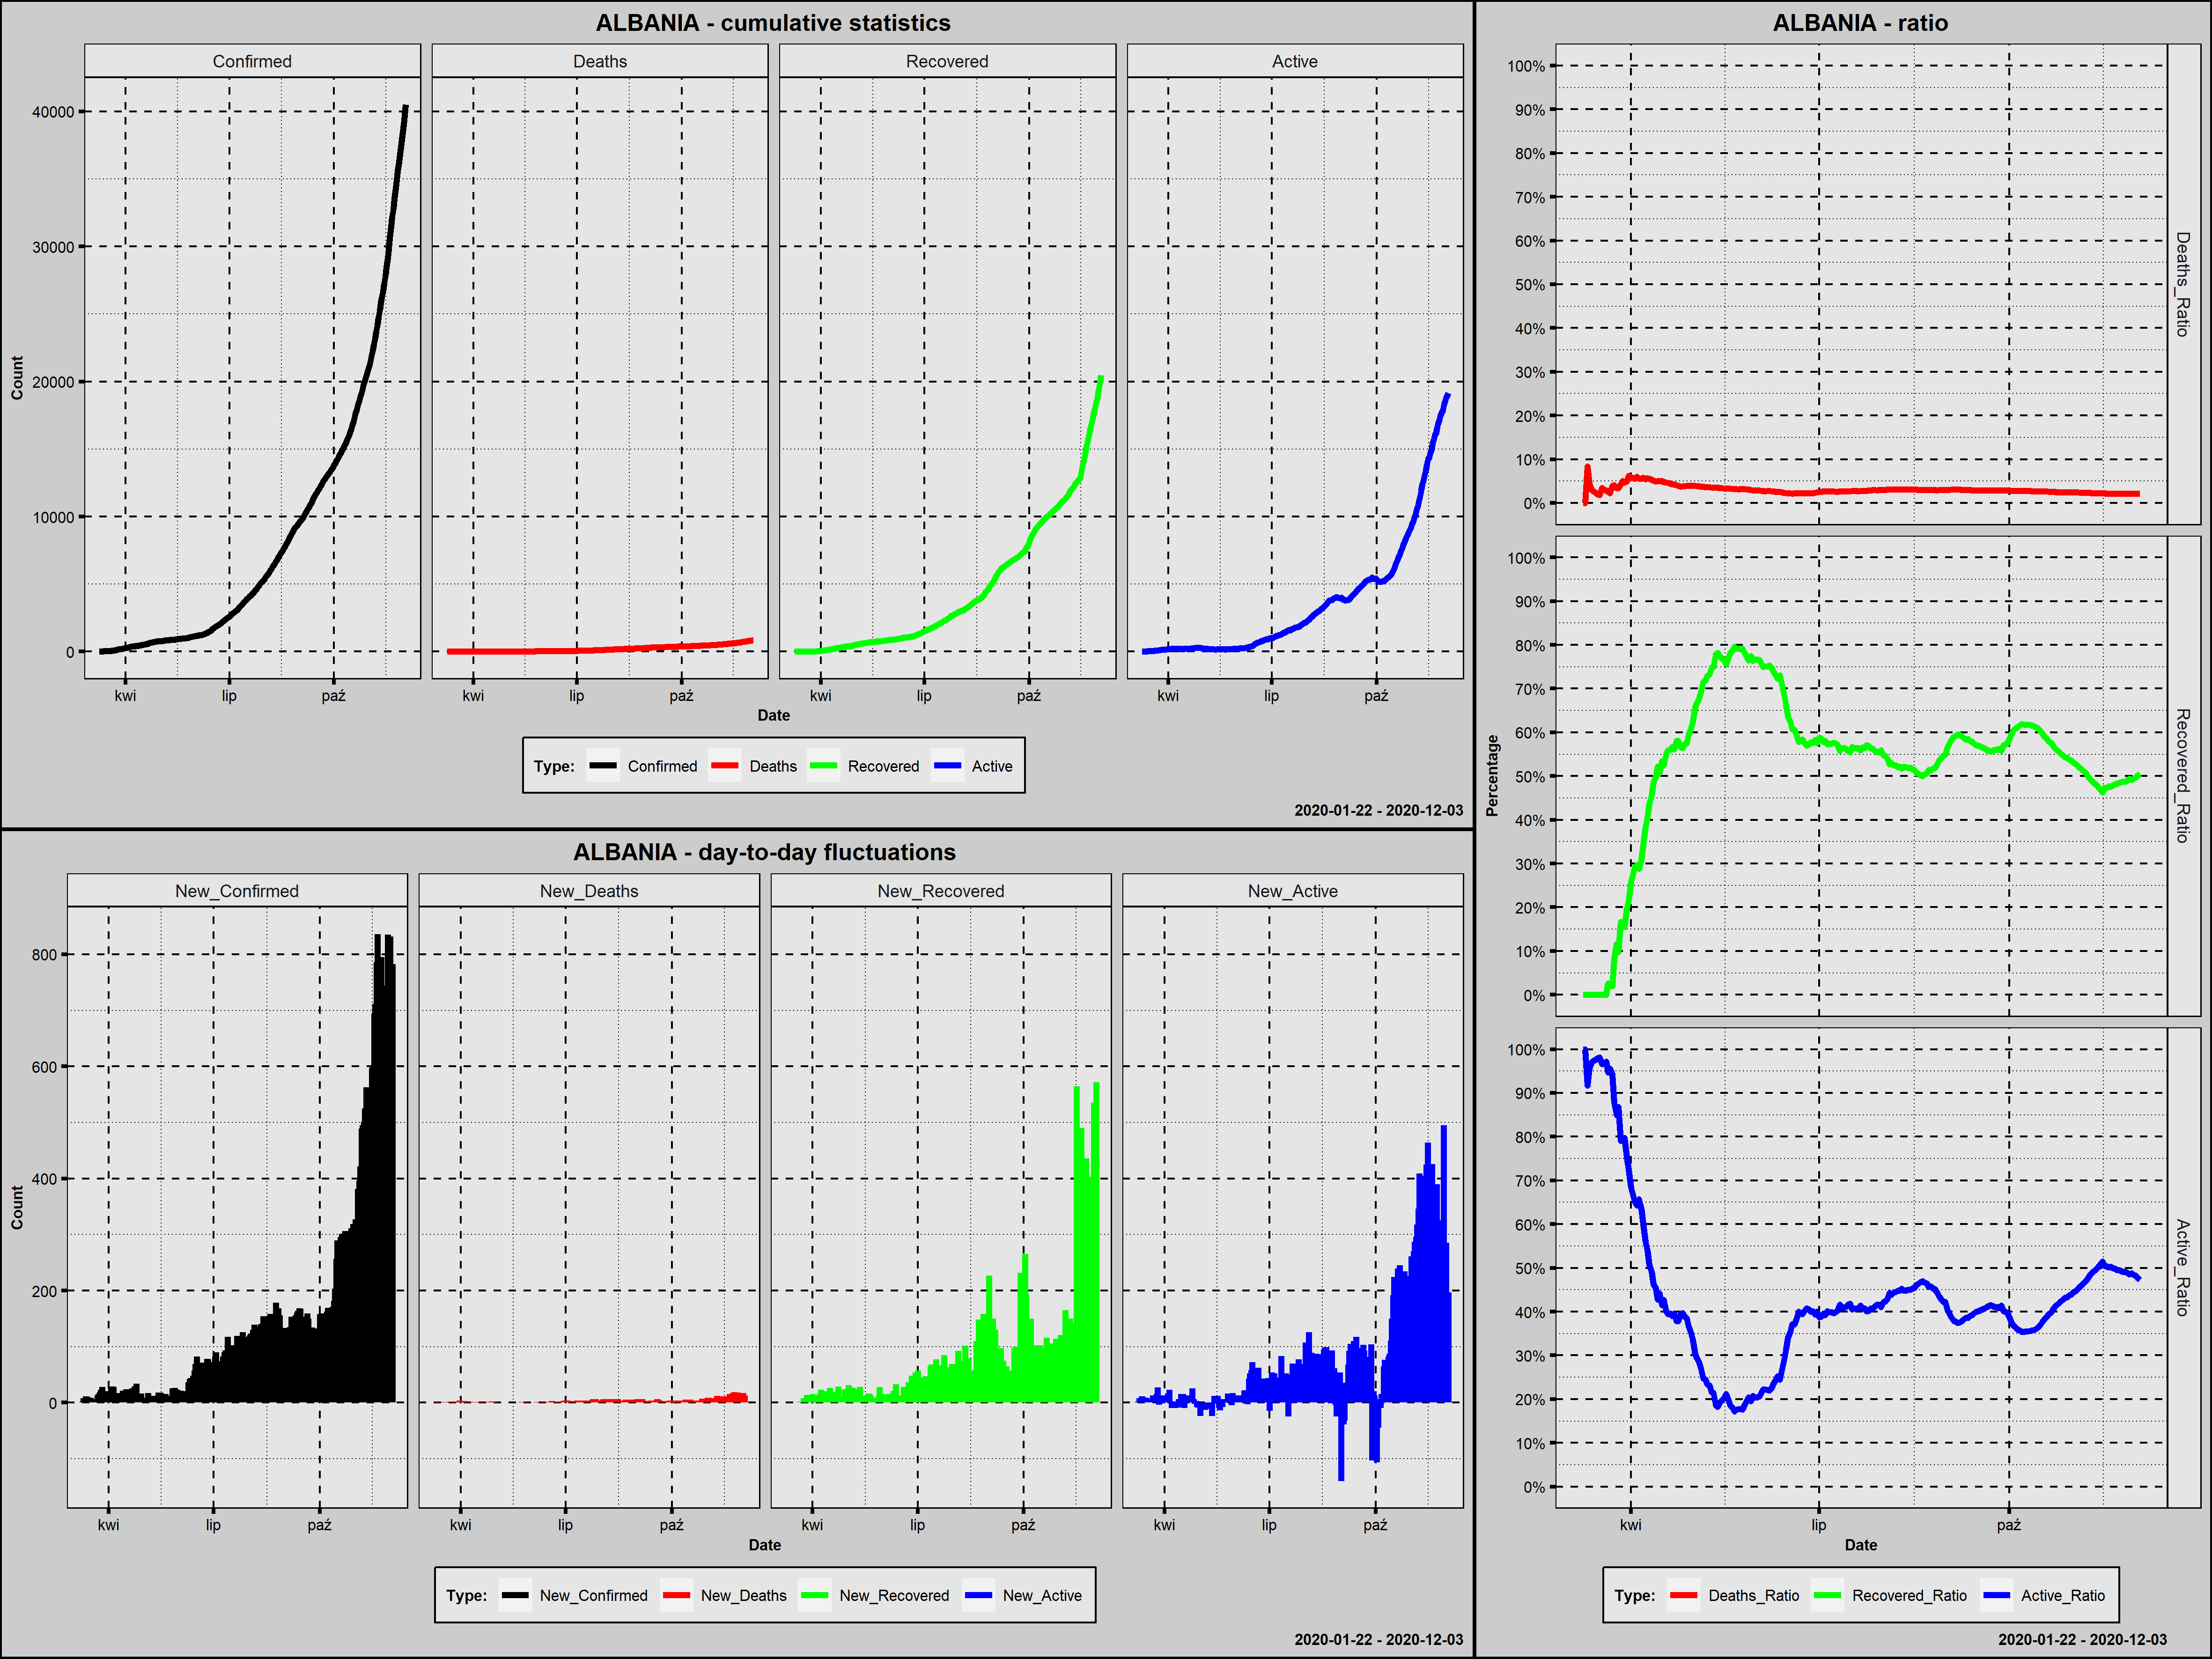 ALBANIA - cumulative statistics
Confirmed Deaths Recovered Active
40000
30000
20000
10000
0
Count
kwi lip paź kwi lip paź kwi lip paź kwi lip paź
Date
Type: Confirmed Deaths Recovered Active
2020-01-22 - 2020-12-03
ALBANIA - day-to-day fluctuations
New_Confirmed New_Deaths New_Recovered New_Active
800
600
400
200
0
Count
kwi lip paź kwi lip paź kwi lip paź kwi lip paź
Date
Type: New_Confirmed New_Deaths New_Recovered New_Active
2020-01-22 - 2020-12-03
ALBANIA - ratio
100%
90%
80%
70%
60%
50%
40%
30%
20%
10%
0%
Deaths_Ratio
100%
90%
80%
70%
60%
50%
40%
30%
20%
10%
0%
Recovered_Ratio
Percentage
100%
90%
80%
70%
60%
50%
40%
30%
20%
10%
0%
Active_Ratio
kwi lip paź
Date
Type: Deaths_Ratio Recovered_Ratio Active_Ratio
2020-01-22 - 2020-12-03